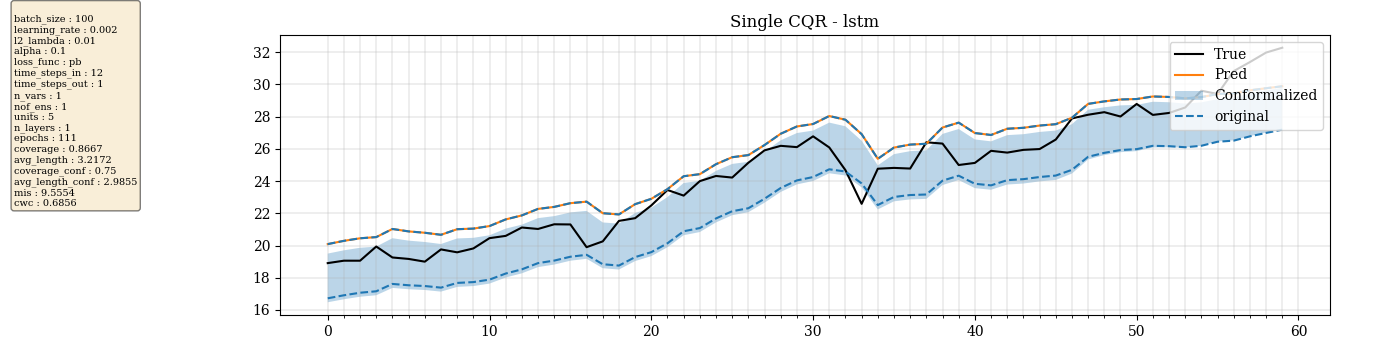 batch_size : 100
learning_rate : 0.002
l2_lambda : 0.01
alpha : 0.1
loss_func : pb
time_steps_in : 12
time_steps_out : 1
n_vars : 1
nof_ens : 1
units : 5
n_layers : 1
epochs : 111
coverage : 0.8667
avg_length : 3.2172
coverage_conf : 0.75
avg_length_conf : 2.9855
mis : 9.5554
cwc : 0.6856
Single CQR - lstm
32
30
28
26
24
22
20
18
16
True
Pred
Conformalized
original
0 10 20 30 40 50 60